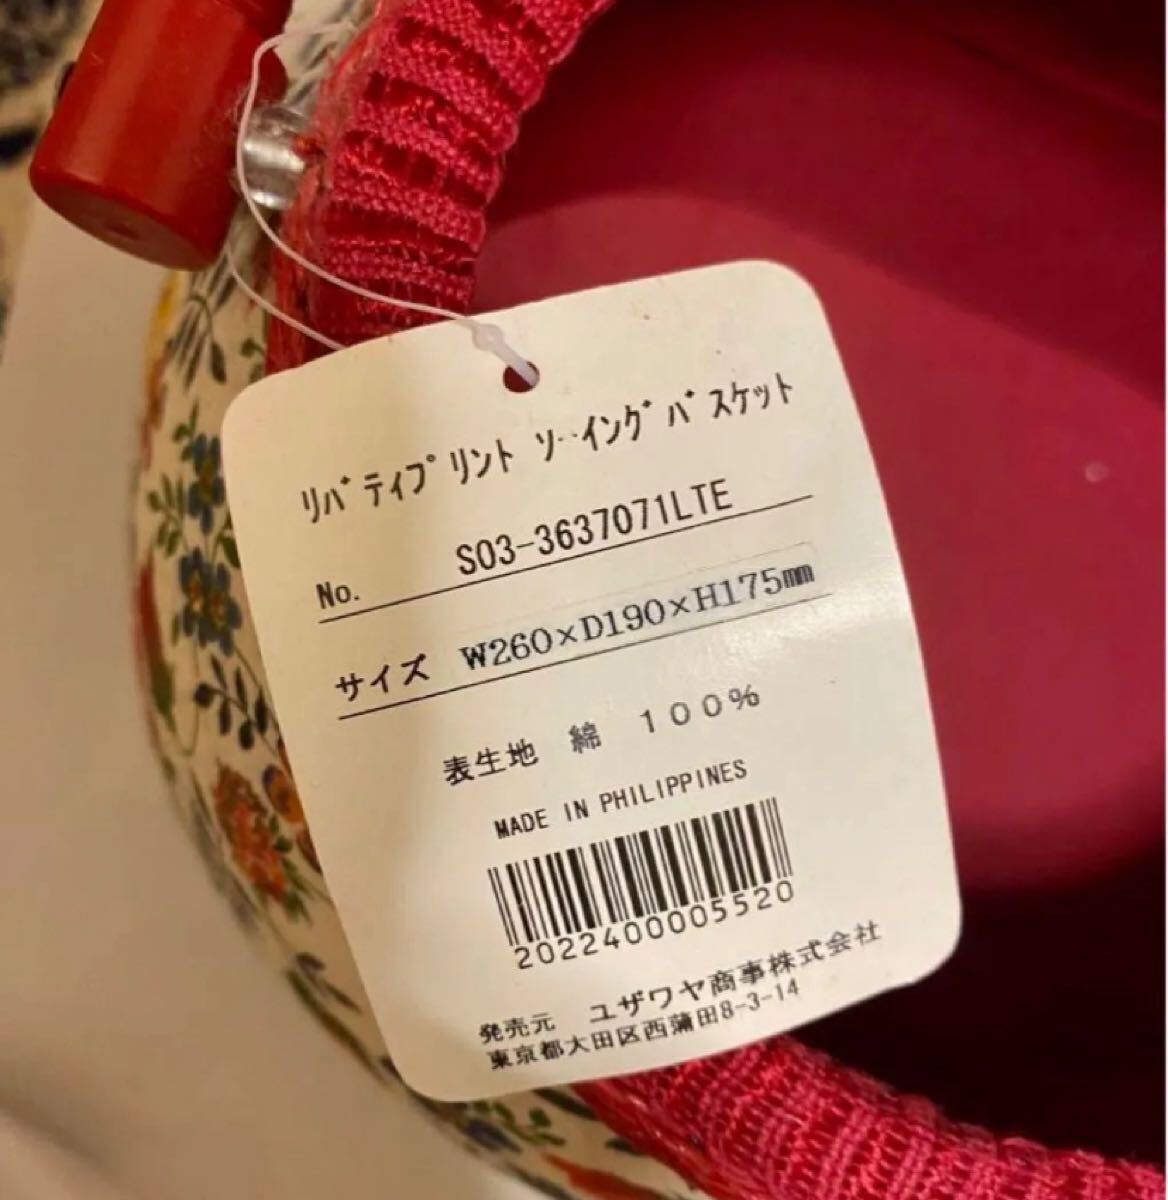 ﾘﾊﾞﾃｨﾌﾟﾘﾝﾄ ｿｰｲﾝｸﾞﾊﾞｽｹｯﾄ
No. S03-3637071LTE
サイズ W260×D190×H175㎜
表生地 綿 100%
MADE IN PHILIPPINES
2022400005520
発売元 ユザワヤ商事株式会社
東京都大田区西蒲田8-3-14